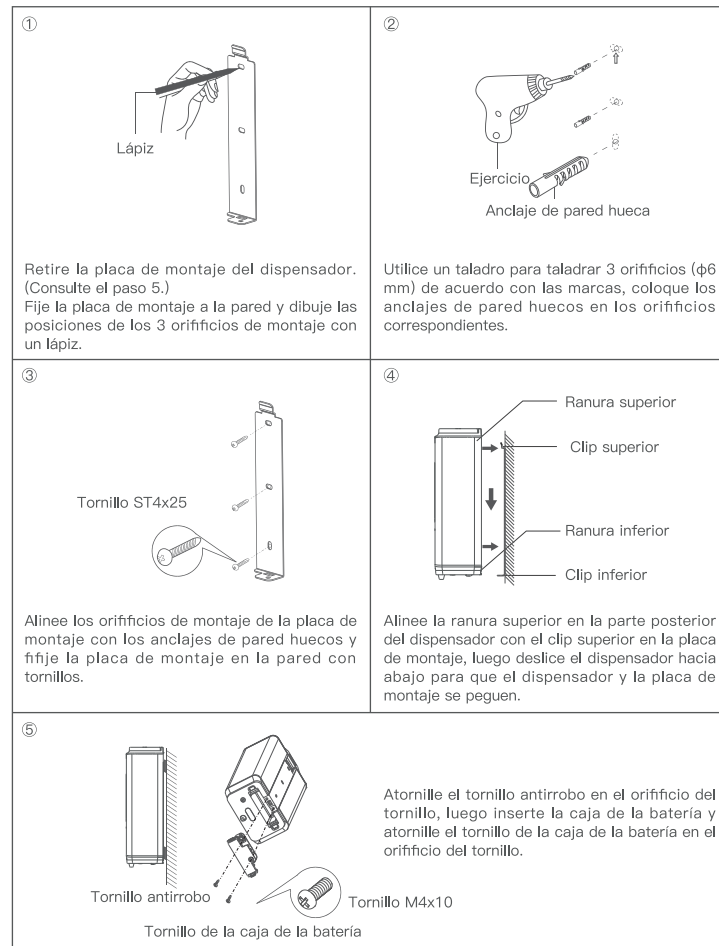 ①
Lápiz
Retire la placa de montaje del dispensador.
(Consulte el paso 5.)
Fije la placa de montaje a la pared y dibuje las
posiciones de los 3 orifificios de montaje con
un lápiz.
②
Ejercicio
Anclaje de pared hueca
Utilice un taladro para taladrar 3 orifificios (φ6
mm) de acuerdo con las marcas, coloque los
anclajes de pared huecos en los orifificios
correspondientes.
③
Tornillo ST4x25
Alinee los orifificios de montaje de la placa de
montaje con los anclajes de pared huecos y
fifije la placa de montaje en la pared con
tornillos.
④
Ranura superior
Clip superior
Ranura inferior
Clip inferior
Alinee la ranura superior en la parte posterior
del dispensador con el clip superior en la placa
de montaje, luego deslice el dispensador hacia
abajo para que el dispensador y la placa de
montaje se peguen.
⑤
Tornillo antirrobo
Tornillo M4x10
Tornillo de la caja de la batería
Atornille el tornillo antirrobo en el orifificio del
tornillo, luego inserte la caja de la batería y
atornille el tornillo de la caja de la batería en el
orifificio del tornillo.